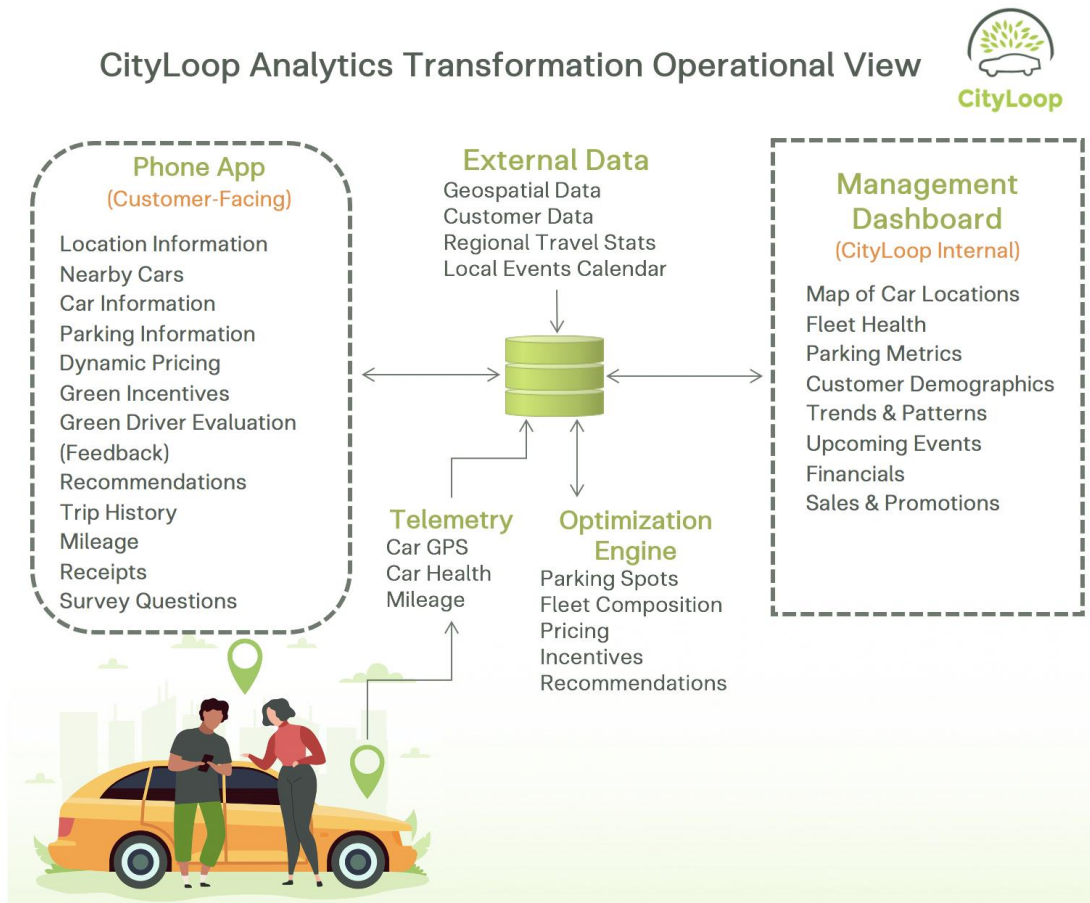 CityLoop Analytics Transformation Operational View
CityLoop
Phone App
(Customer-Facing)
Location Information
Nearby Cars
Car Information
Parking Information
Dynamic Pricing
Green Incentives
Green Driver Evaluation
(Feedback)
Recommendations
Trip History
Mileage
Receipts
Survey Questions
External Data
Geospatial Data
Customer Data
Regional Travel Stats
Local Events Calendar
Telemetry
Car GPS
Car Health
Mileage
Optimization
Engine
Parking Spots
Fleet Composition
Pricing
Incentives
Recommendations
Management
Dashboard
(CityLoop Internal)
Map of Car Locations
Fleet Health
Parking Metrics
Customer Demographics
Trends & Patterns
Upcoming Events
Financials
Sales & Promotions